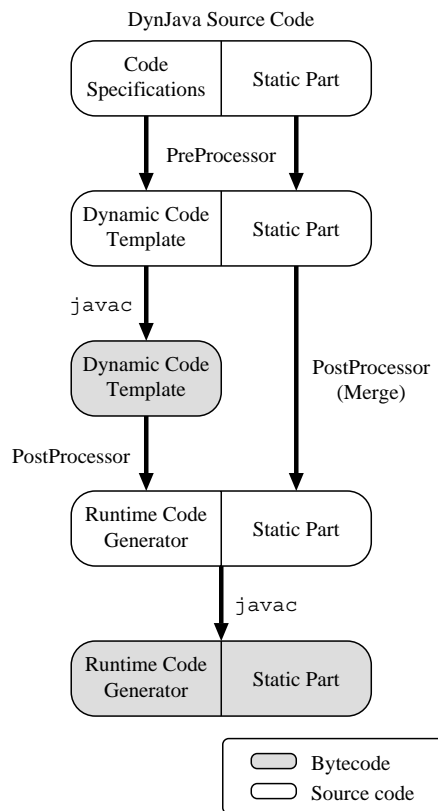 DynJava Source Code
Code
Specifications
Static Part
PreProcessor
Dynamic Code
Template
Static Part
javac
Dynamic Code
Template
PostProcessor
(Merge)
PostProcessor
Runtime Code
Generator
Static Part
javac
Runtime Code
Generator
Static Part
Bytecode
Source code